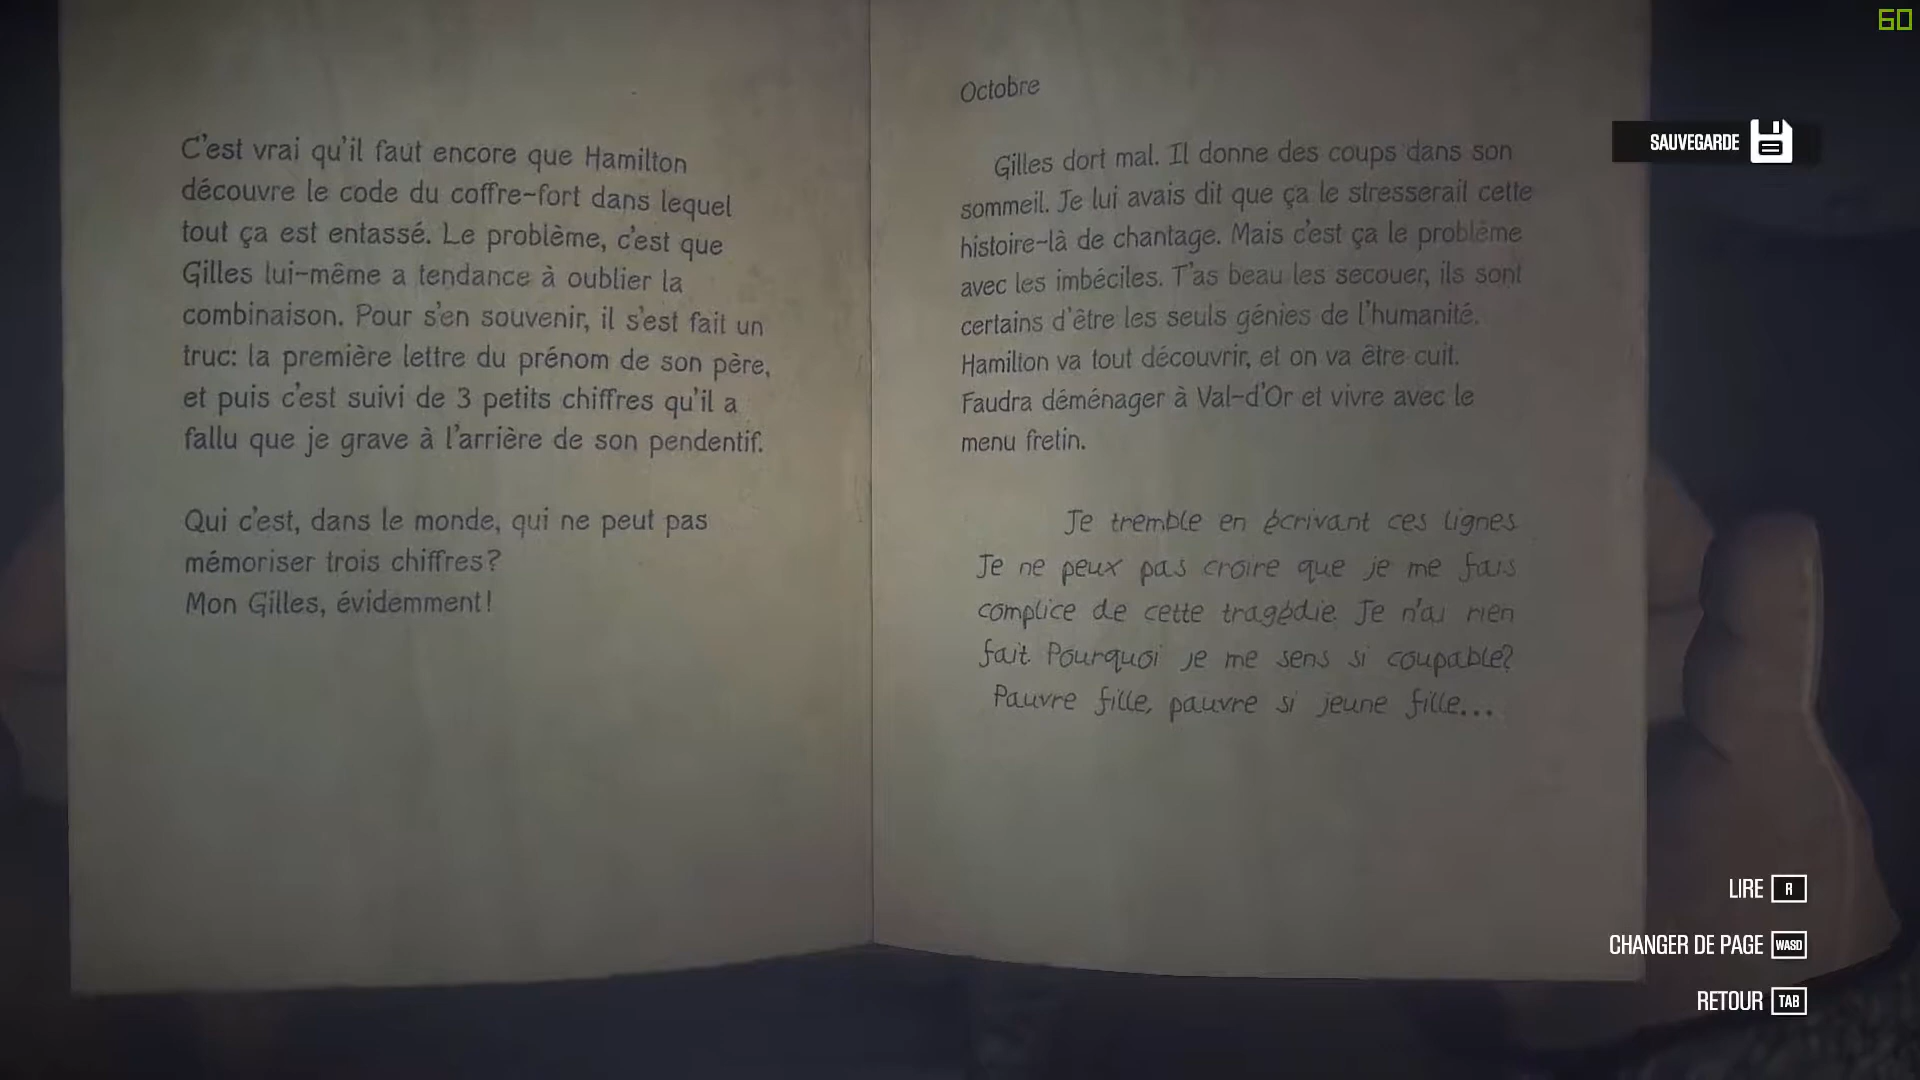 60
C'est vrai qu'il faut encore que Hamilton
découvre le code du coffre-fort dans lequel
tout ça est entassé. Le problème, c'est que
Gilles lui-même a tendance à oublier la
combinaison. Pour s'en souvenir, il s'est fait un
truc: la première lettre du prénom de son père,
et puis c'est suivi de 3 petits chiffres qu'il a
fallu que je grave à l'arrière de son pendentif.
Qui c'est, dans le monde, qui ne peut pas
mémoriser trois chiffres?
Mon Gilles, évidemment!
Octobre
Gilles dort mal. Il donne des coups dans son
sommeil. Je lui avais dit que ça le stresserail cette
histoire-là de chantage. Mais c'est ça le problème
avec les imbéciles. T'as beau les secouer, ils sont
certains d'être les seuls génies de l'humanité.
Hamilton va tout découvrir, et on va être cuit.
Faudra déménager à Val-d'Or et vivre avec le
menu fretin.
Je tremble en écrivant ces lignes.
Je ne peux pas croire que je me fais
complice de cette tragédie. Je n'ai rien
fait. Pourquoi je me sens si coupable?
Pauvre fille, pauvre si jeune fille...
SAUVEGARDE
LIRE R
CHANGER DE PAGE WASD
RETOUR TAB